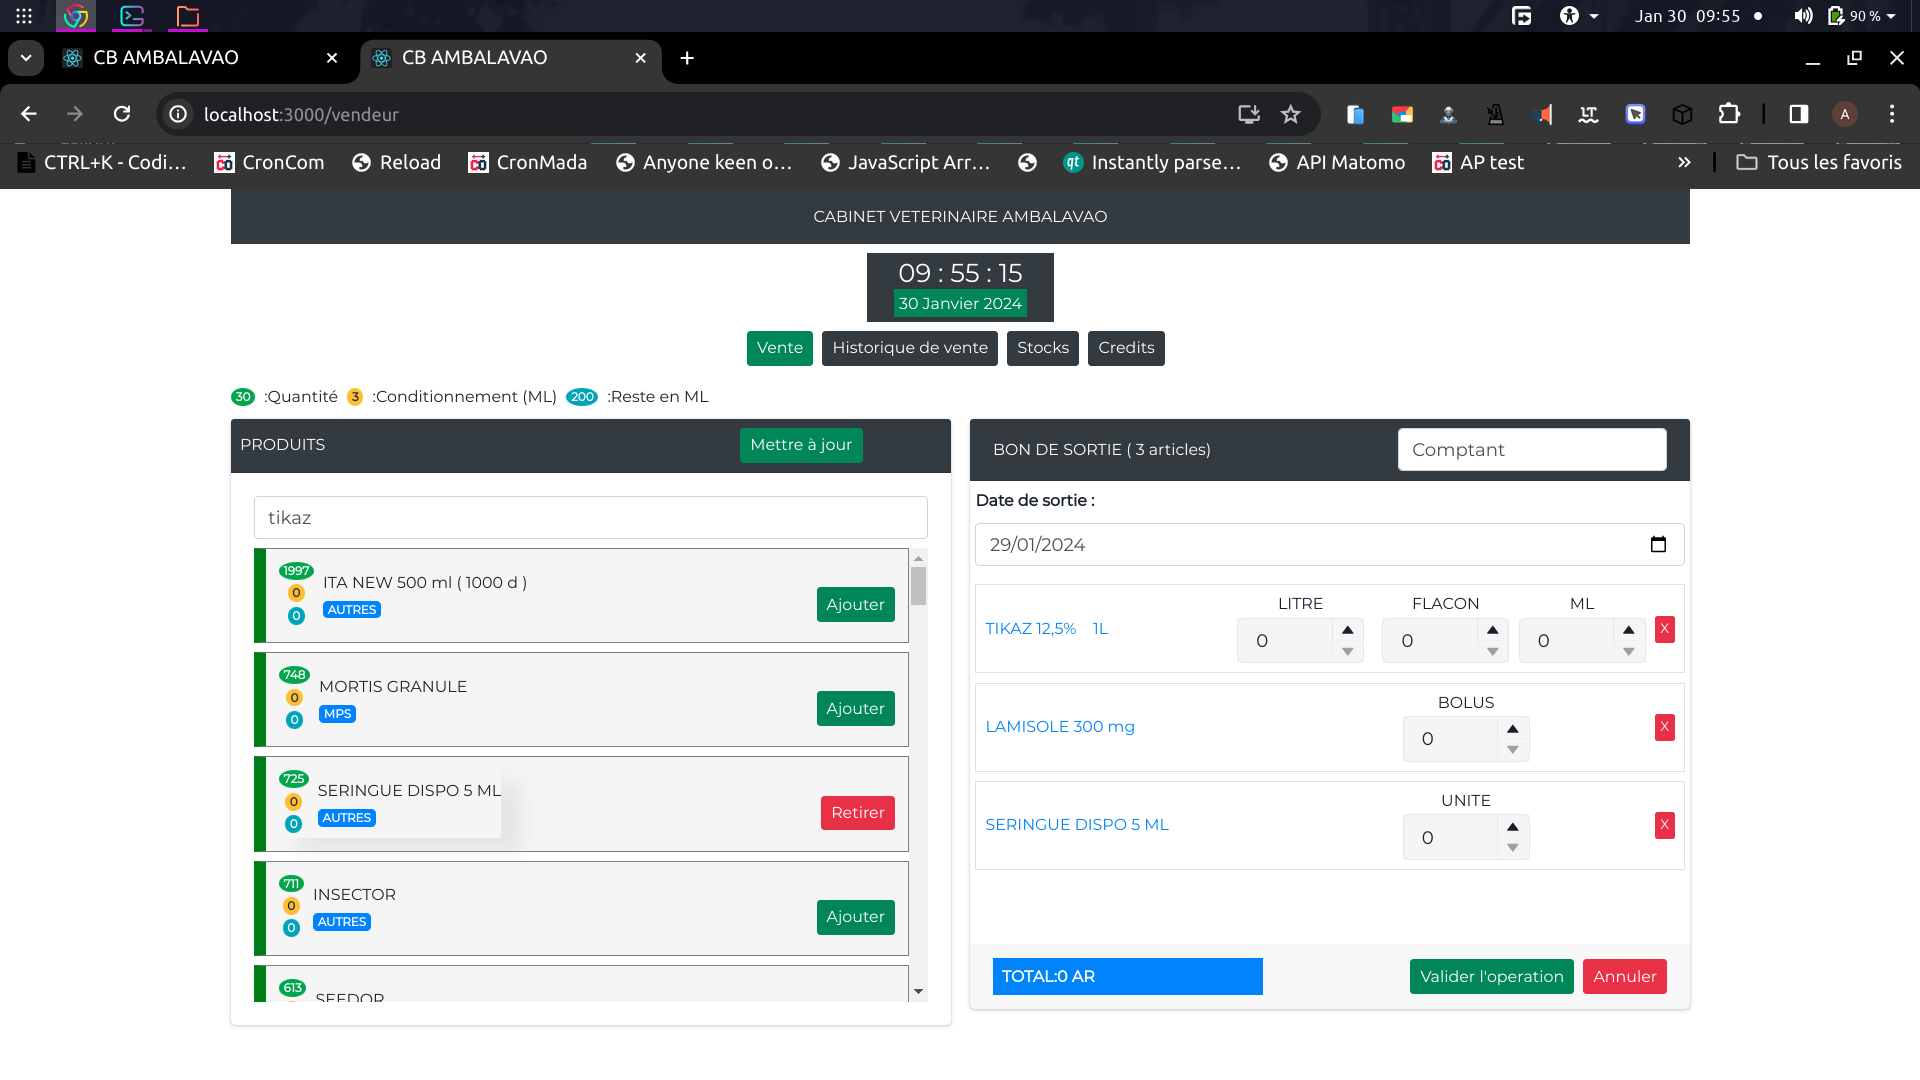 Jan 30 09:55
90 %
CB AMBALAVAO
CB AMBALAVAO
localhost:3000/vendeur
A
CTRL+K - Codi...
CronCom
Reload
CronMada
Anyone keen o...
JavaScript Arr...
qt Instantly parse...
API Matomo
AP test
Tous les favoris
CABINET VETERINAIRE AMBALAVAO
09 : 55 : 15
30 Janvier 2024
Vente
Historique de vente
Stocks
Credits
30 :Quantité 3 :Conditionnement (ML) 200 :Reste en ML
PRODUITS
Mettre à jour
tikaz
1997
0
0
ITA NEW 500 ml ( 1000 d )
AUTRES
Ajouter
748
0
0
MORTIS GRANULE
MPS
Ajouter
725
0
0
SERINGUE DISPO 5 ML
AUTRES
Retirer
711
0
0
INSECTOR
AUTRES
Ajouter
613
SEEDOR
BON DE SORTIE ( 3 articles)
Comptant
Date de sortie :
29/01/2024
TIKAZ 12,5% 1L
LITRE
0
FLACON
0
ML
0
X
LAMISOLE 300 mg
BOLUS
0
X
SERINGUE DISPO 5 ML
UNITE
0
X
TOTAL:0 AR
Valider l'operation
Annuler